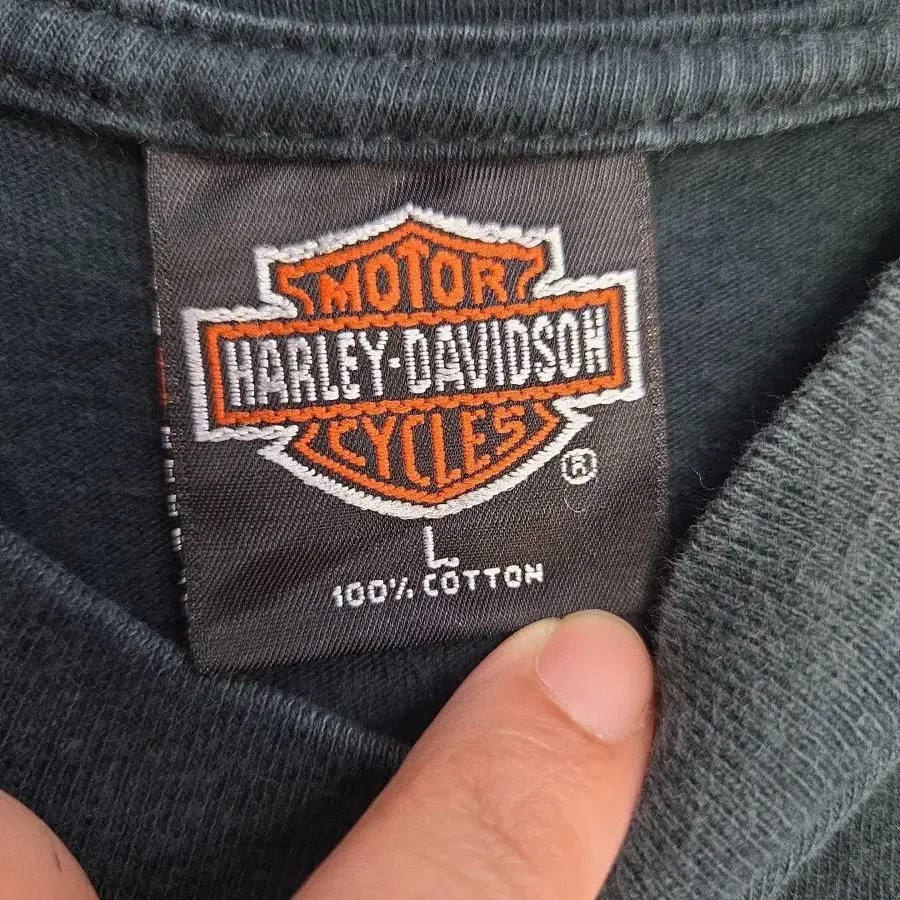 MOTOR
HARLEY-DAVIDSON
CYCLES
®
L
100% COTTON